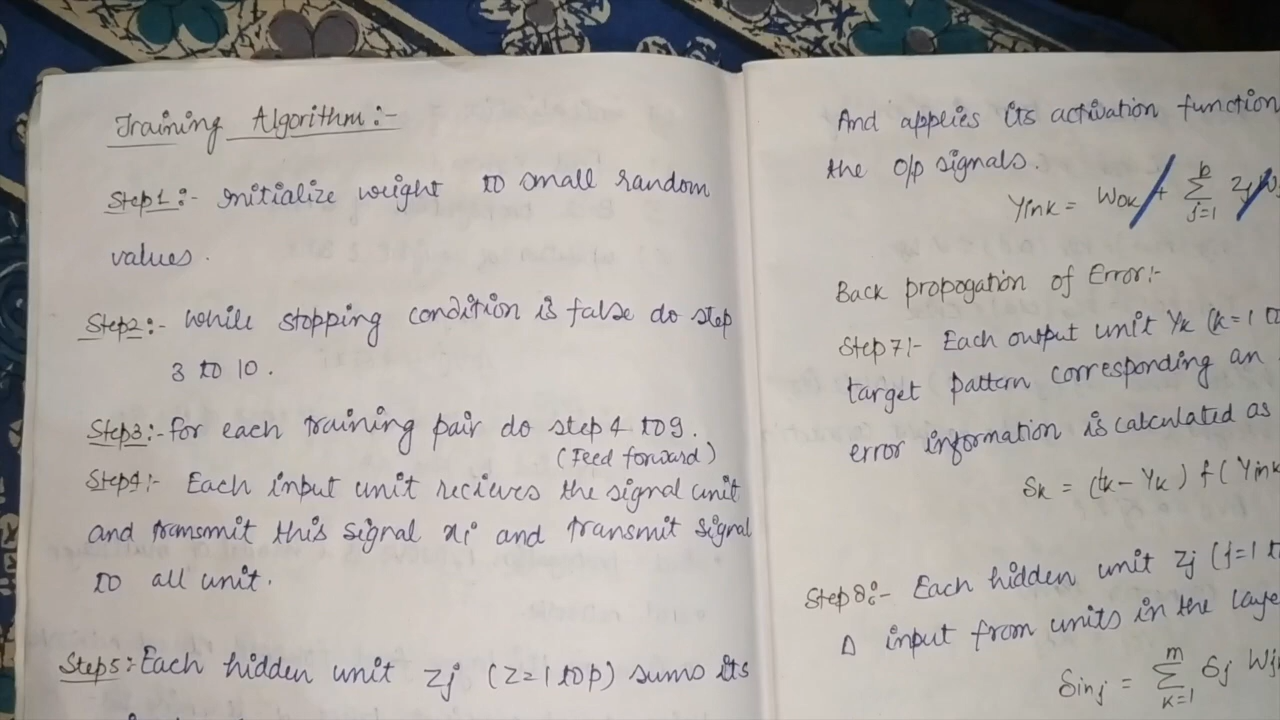 Training Algorithm:-
Step1:- Initialize weight to small random
values.
Step2:- While stopping condition is false do step
3 to 10.
Step3:- for each training pair do step 4 to 9.
(Feed forward)
Step4:- Each input unit recieves the signal unit
and transmit this signal xi and transmit signal
to all unit.
Step5:- Each hidden unit Zj (Z=1 to p) sums its
And applies its activation function
the o/p signals.
Yink = Wok + Σ j=1 p Zj W
Back propogation of Error:-
Step7:- Each output unit Yk (k=1 to
target pattern corresponding an
error information is calculated as
δk = (tk - Yk) f(Yink
Step8:- Each hidden unit Zj (j=1 t
Δ input from units in the laye
δinj = Σ k=1 m δj Wj